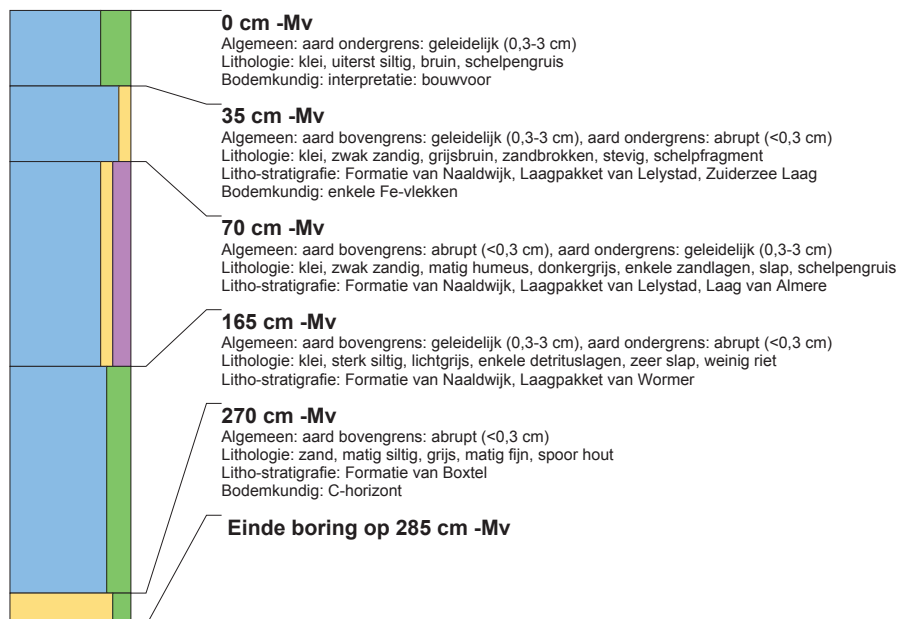 0 cm -Mv
Algemeen: aard ondergrens: geleidelijk (0,3-3 cm)
Lithologie: klei, uiterst siltig, bruin, schelpengruis
Bodemkundig: interpretatie: bouwvoor
35 cm -Mv
Algemeen: aard bovengrens: geleidelijk (0,3-3 cm), aard ondergrens: abrupt (<0,3 cm)
Lithologie: klei, zwak zandig, grijsbruin, zandbrokken, stevig, schelpfragment
Litho-stratigrafie: Formatie van Naaldwijk, Laagpakket van Lelystad, Zuiderzee Laag
Bodemkundig: enkele Fe-vlekken
70 cm -Mv
Algemeen: aard bovengrens: abrupt (<0,3 cm), aard ondergrens: geleidelijk (0,3-3 cm)
Lithologie: klei, zwak zandig, matig humeus, donkergrijs, enkele zandlagen, slap, schelpengruis
Litho-stratigrafie: Formatie van Naaldwijk, Laagpakket van Lelystad, Laag van Almere
165 cm -Mv
Algemeen: aard bovengrens: geleidelijk (0,3-3 cm), aard ondergrens: abrupt (<0,3 cm)
Lithologie: klei, sterk siltig, lichtgrijs, enkele detrituslagen, zeer slap, weinig riet
Litho-stratigrafie: Formatie van Naaldwijk, Laagpakket van Wormer
270 cm -Mv
Algemeen: aard bovengrens: abrupt (<0,3 cm)
Lithologie: zand, matig siltig, grijs, matig fijn, spoor hout
Litho-stratigrafie: Formatie van Boxtel
Bodemkundig: C-horizont
Einde boring op 285 cm -Mv